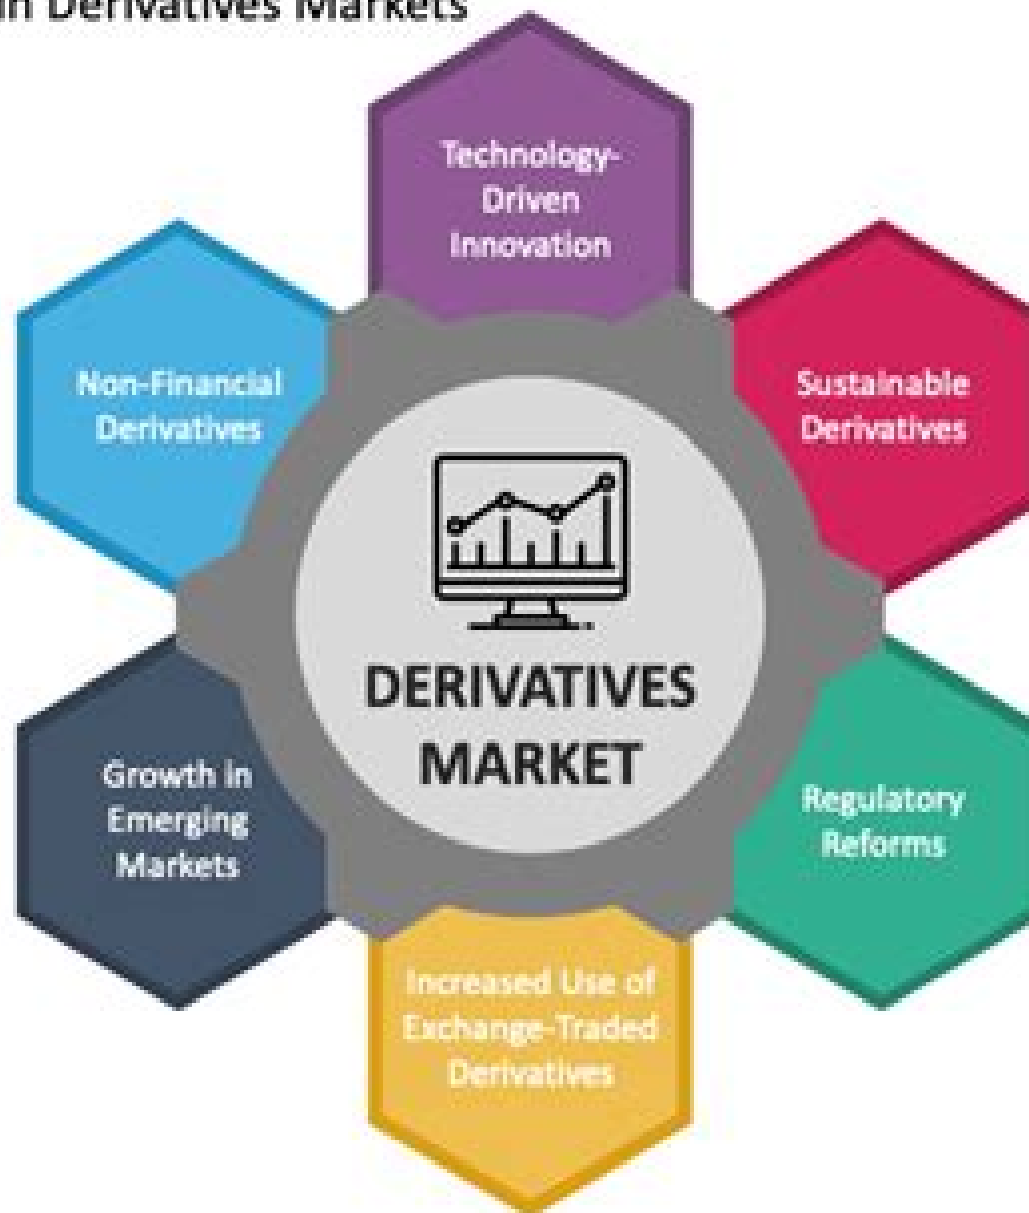 in Derivatives Markets
Technology-
Driven
Innovation
Non-Financial
Derivatives
Sustainable
Derivatives
DERIVATIVES
MARKET
Growth in
Emerging
Markets
Regulatory
Reforms
Increased Use of
Exchange-Traded
Derivatives